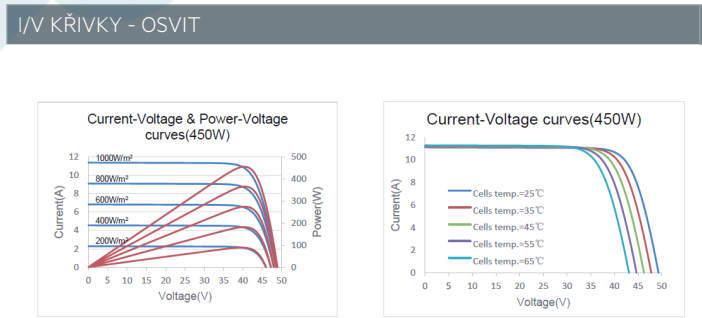 I/V KŘIVKY - OSVIT
Current-Voltage & Power-Voltage
curves(450W)
12
10
8
6
4
2
0
Current(A)
1000W/m²
800W/m²
600W/m²
400W/m²
200W/m²
500
400
300
200
100
0
Power(W)
0 5 10 15 20 25 30 35 40 45 50
Voltage(V)
Current-Voltage curves(450W)
12
10
8
6
4
2
0
Current(A)
Cells temp.=25℃
Cells temp.=35℃
Cells temp.=45℃
Cells temp.=55℃
Cells temp.=65℃
0 5 10 15 20 25 30 35 40 45 50
Voltage(V)